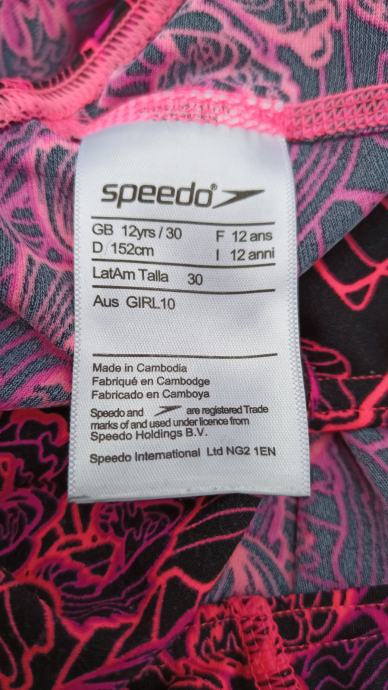 speedo®
GB 12yrs / 30 F 12 ans
D 152cm I 12 anni
LatAm Talla 30
Aus GIRL10
Made in Cambodia
Fabriqué en Cambodge
Fabricado en Camboya
Speedo and are registered Trade
marks of and used under licence from
Speedo Holdings B.V.
Speedo International Ltd NG2 1EN